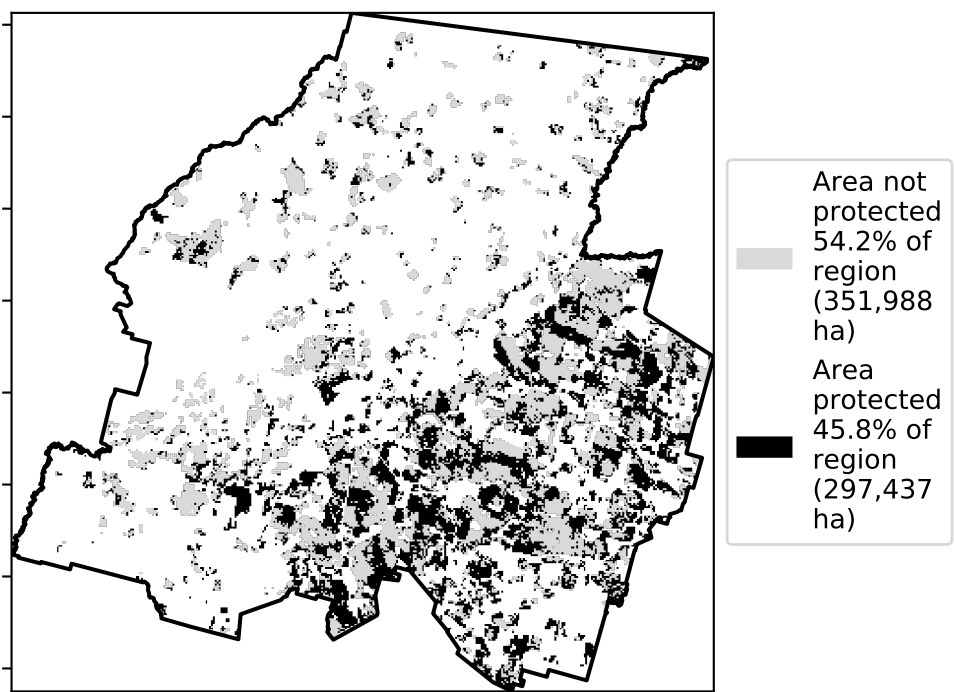 Area not
protected
54.2% of
region
(351,988
ha)
Area
protected
45.8% of
region
(297,437
ha)